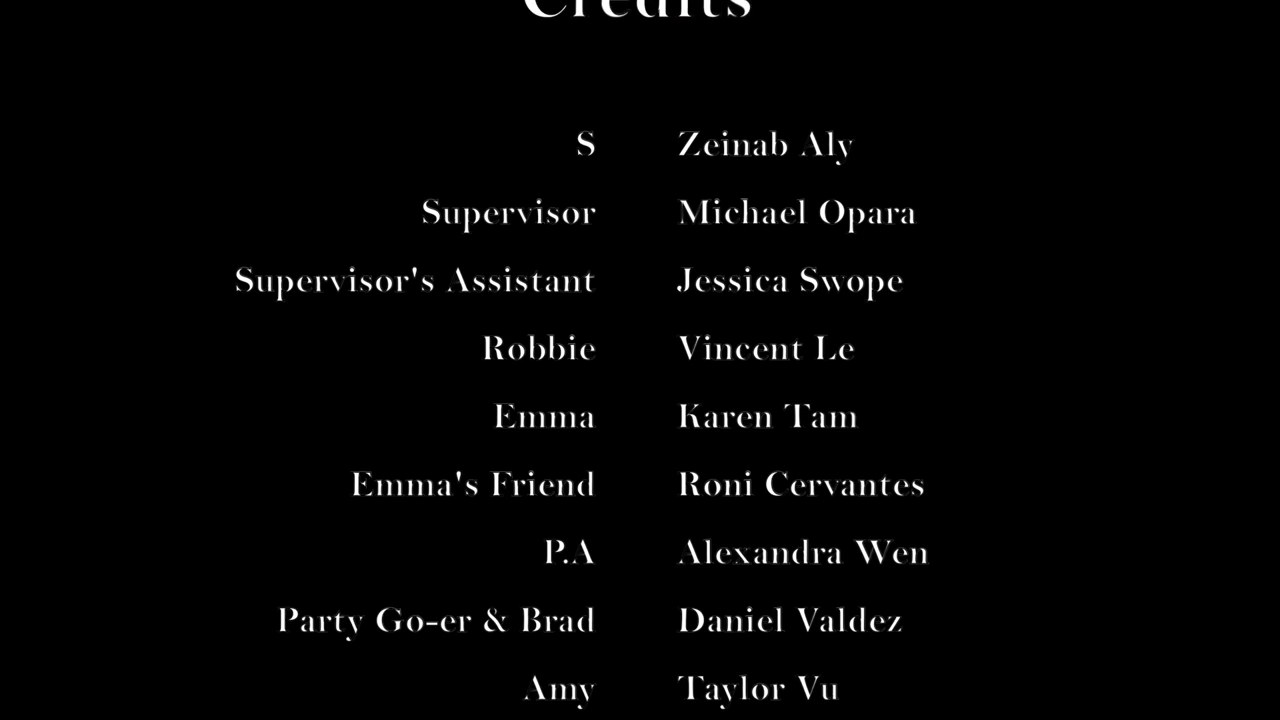 Credits
S Zeinab Aly
Supervisor Michael Opara
Supervisor's Assistant Jessica Swope
Robbie Vincent Le
Emma Karen Tam
Emma's Friend Roni Cervantes
P.A Alexandra Wen
Party Go-er & Brad Daniel Valdez
Amy Taylor Vu